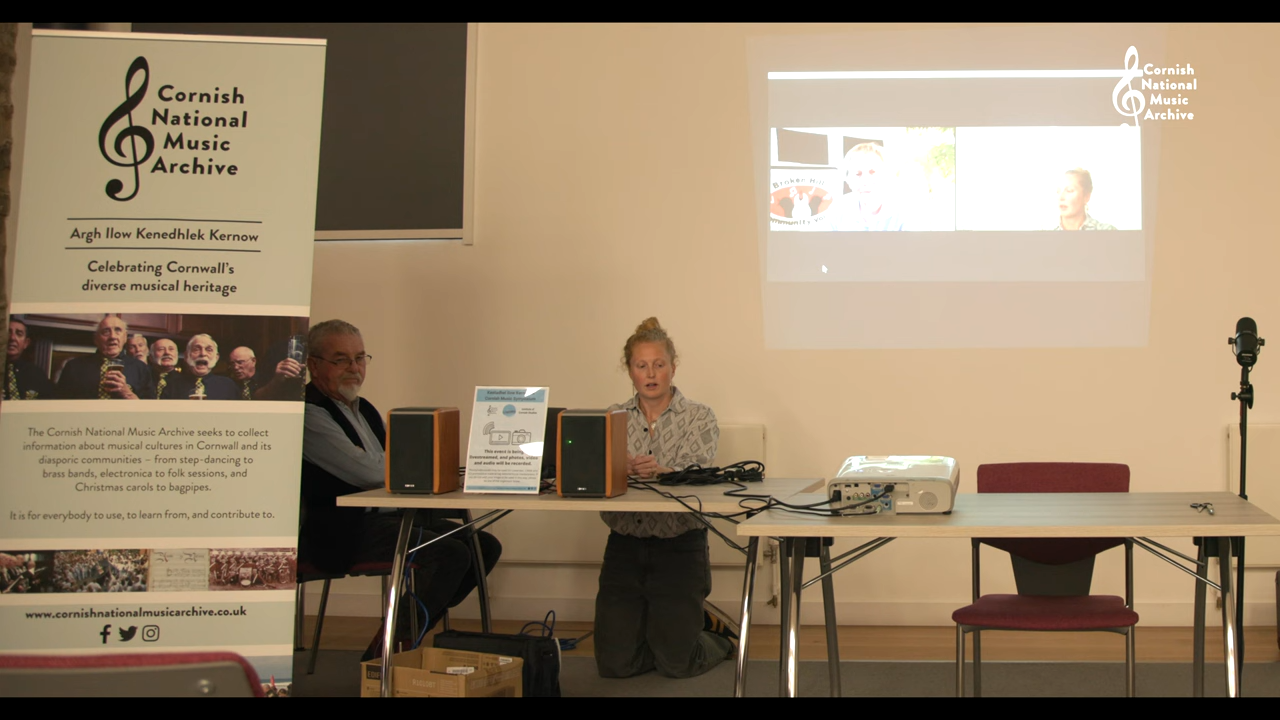 Cornish
National
Music
Archive
Argh Ilow Kenedhlek Kernow
Celebrating Cornwall's
diverse musical heritage
The Cornish National Music Archive seeks to collect
information about musical cultures in Cornwall and its
diasporic communities – from step-dancing to
brass bands, electronica to folk sessions, and
Christmas carols to bagpipes.
It is for everybody to use, to learn from, and contribute to.
www.cornishnationalmusicarchive.co.uk
This event is being
livestreamed, and photos, video
and audio will be recorded.
Broken Hill
Cornish
National
Music
Archive